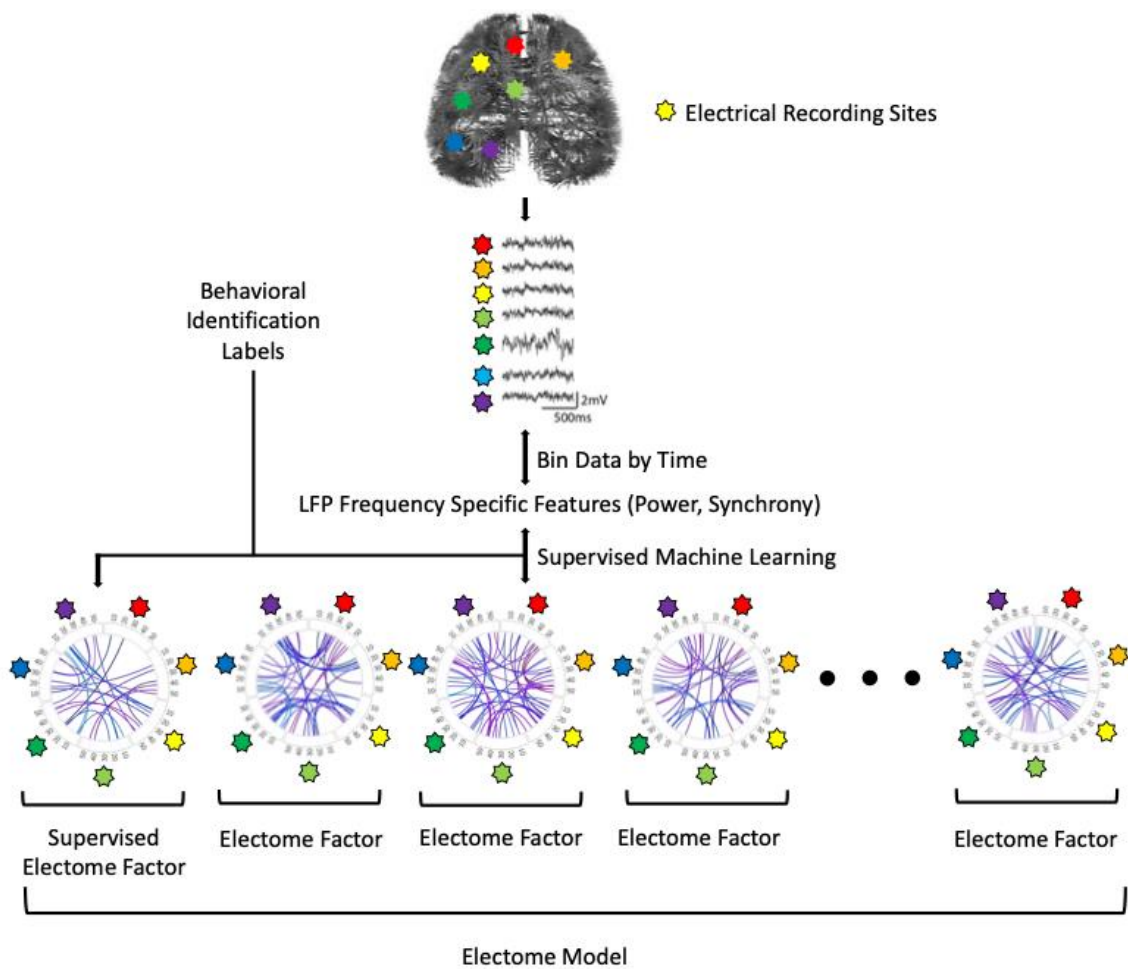 Electrical Recording Sites
2mV
500ms
Behavioral
Identification
Labels
Bin Data by Time
LFP Frequency Specific Features (Power, Synchrony)
Supervised Machine Learning
Supervised
Electome Factor
Electome Factor
Electome Factor
Electome Factor
Electome Factor
Electome Model